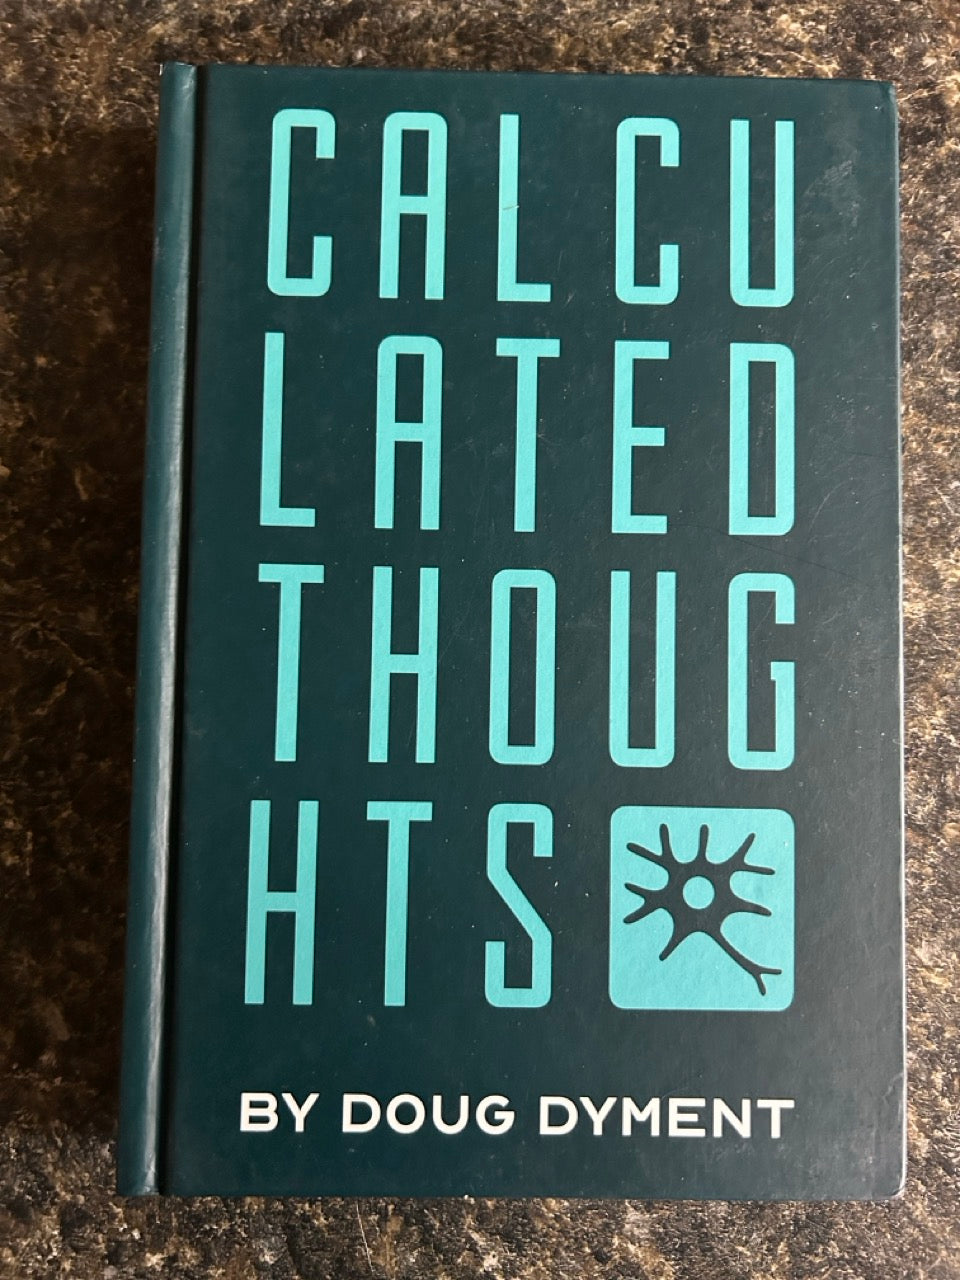 CALCU
LATED
THOUG
HTS
BY DOUG DYMENT